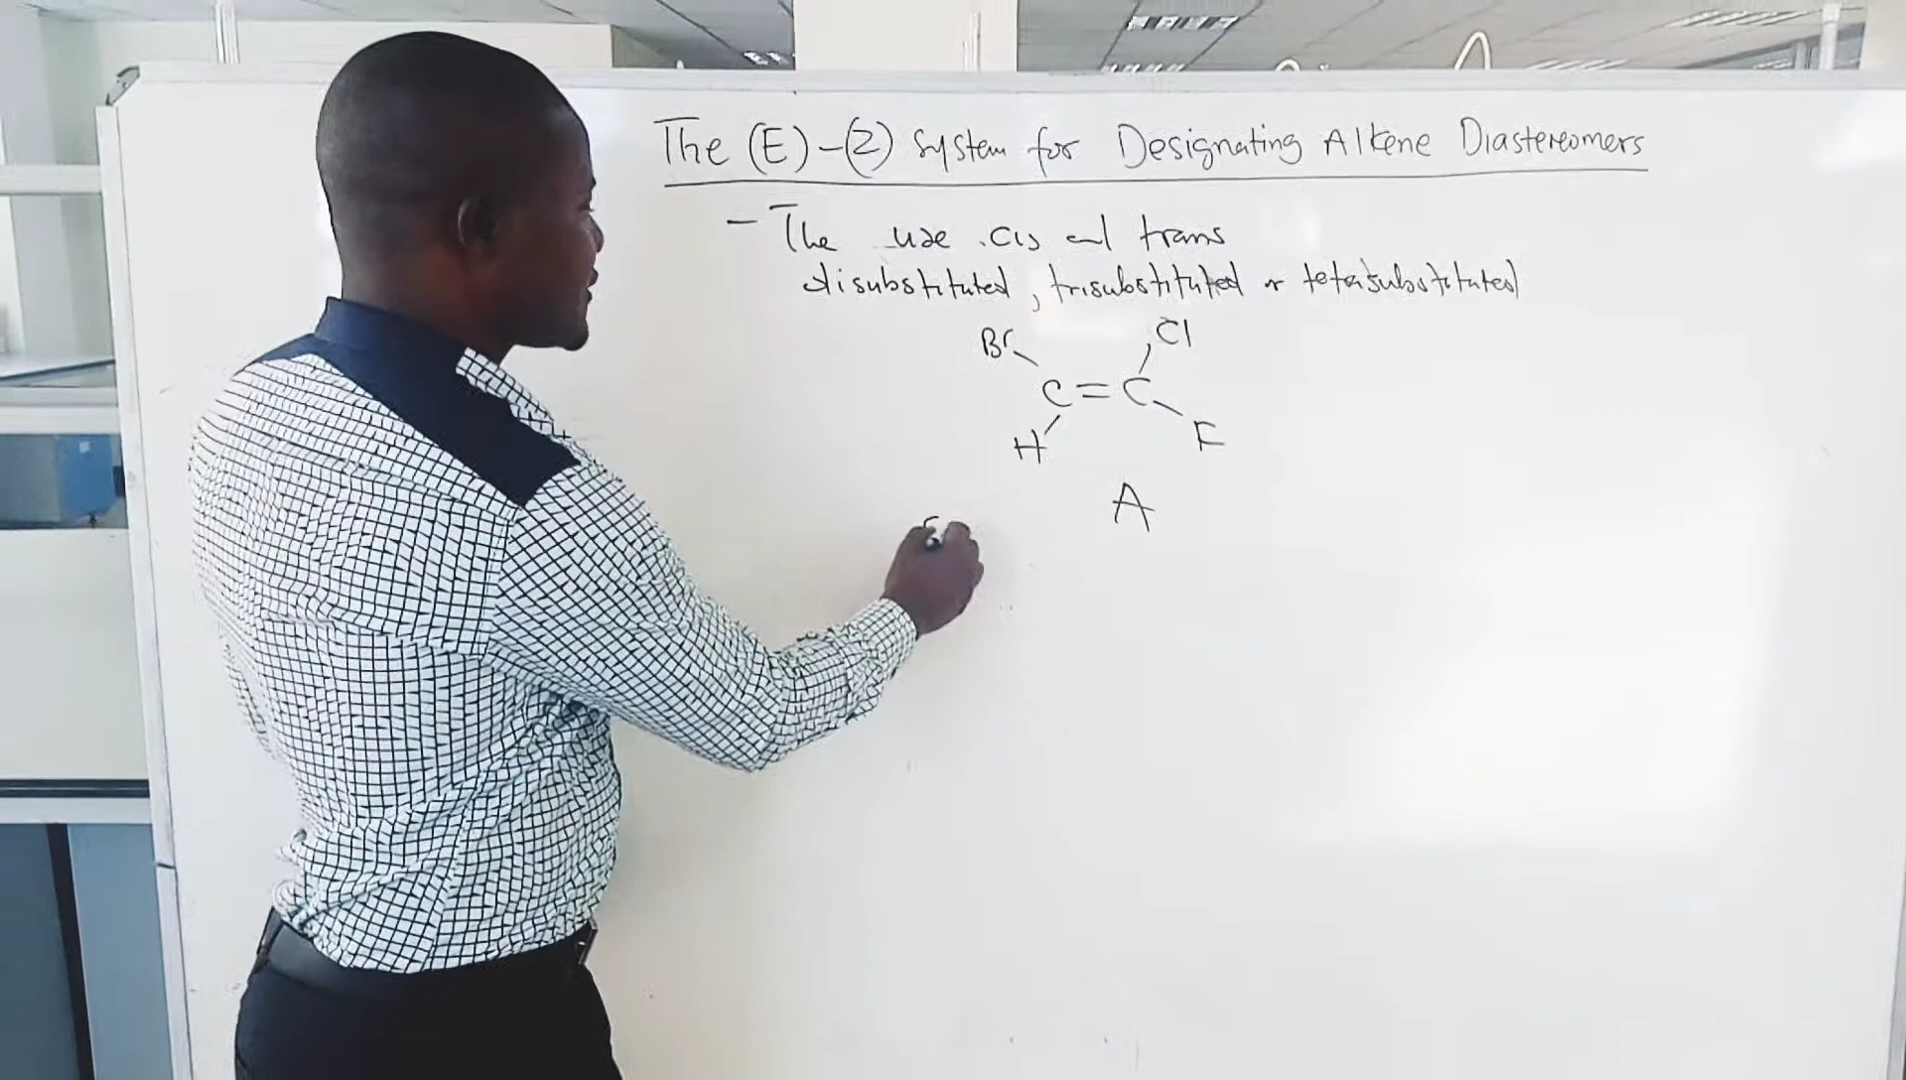 The (E)-(Z) system for Designating Alkene Diastereomers
- The use cis and trans
disubstituted, trisubstituted or tetrasubstituted
Br Cl
C=C
H F
A